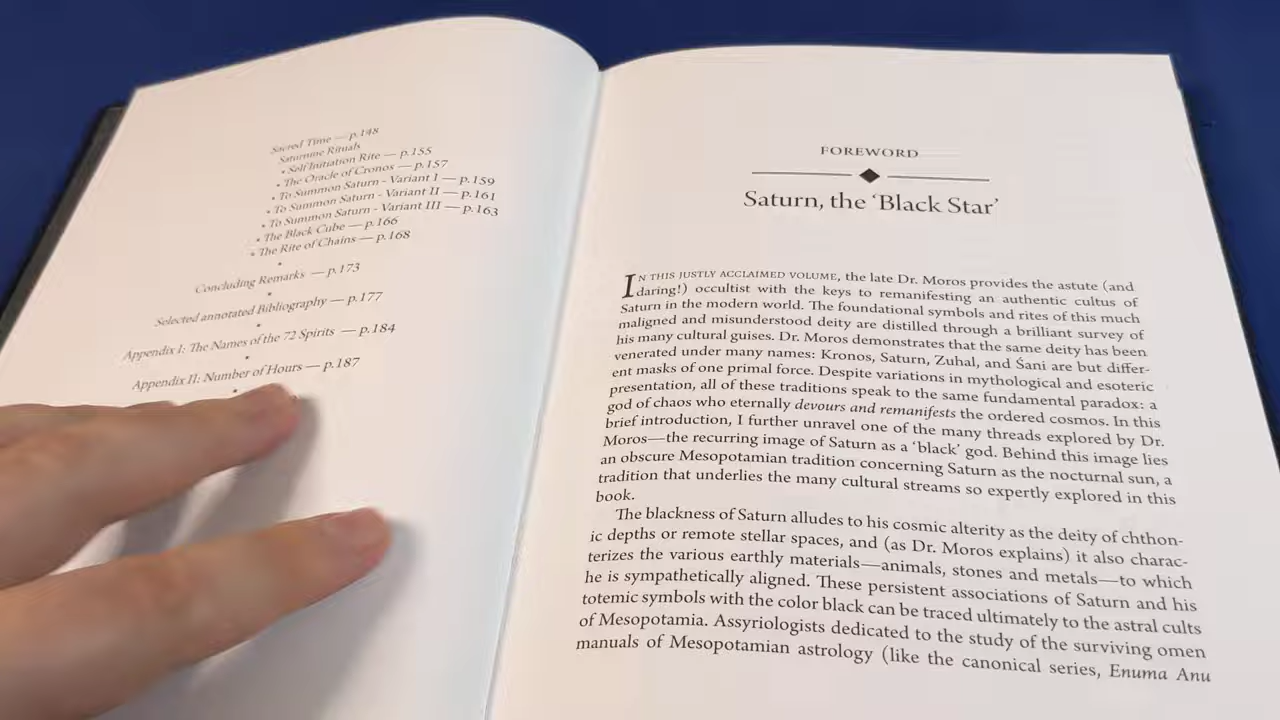 Sacred Time — p.148
Saturnine Rituals
• Self Initiation Rite — p.155
• The Oracle of Cronos — p.157
• To Summon Saturn - Variant I — p.159
• To Summon Saturn - Variant II — p.161
• To Summon Saturn - Variant III — p.163
• The Black Cube — p.166
• The Rite of Chains — p.168
•
Concluding Remarks — p.173
•
Selected annotated Bibliography — p.177
•
Appendix I: The Names of the 72 Spirits — p.184
•
Appendix II: Number of Hours — p.187
•
FOREWORD
Saturn, the ‘Black Star’
IN THIS JUSTLY ACCLAIMED VOLUME, the late Dr. Moros provides the astute (and
daring!) occultist with the keys to remanifesting an authentic cultus of
Saturn in the modern world. The foundational symbols and rites of this much
maligned and misunderstood deity are distilled through a brilliant survey of
his many cultural guises. Dr. Moros demonstrates that the same deity has been
venerated under many names: Kronos, Saturn, Zuhal, and Śani are but differ-
ent masks of one primal force. Despite variations in mythological and esoteric
presentation, all of these traditions speak to the same fundamental paradox: a
god of chaos who eternally devours and remanifests the ordered cosmos. In this
brief introduction, I further unravel one of the many threads explored by Dr.
Moros—the recurring image of Saturn as a ‘black’ god. Behind this image lies
an obscure Mesopotamian tradition concerning Saturn as the nocturnal sun, a
tradition that underlies the many cultural streams so expertly explored in this
book.
The blackness of Saturn alludes to his cosmic alterity as the deity of chthon-
ic depths or remote stellar spaces, and (as Dr. Moros explains) it also charac-
terizes the various earthly materials—animals, stones and metals—to which
he is sympathetically aligned. These persistent associations of Saturn and his
totemic symbols with the color black can be traced ultimately to the astral cults
of Mesopotamia. Assyriologists dedicated to the study of the surviving omen
manuals of Mesopotamian astrology (like the canonical series, Enuma Anu